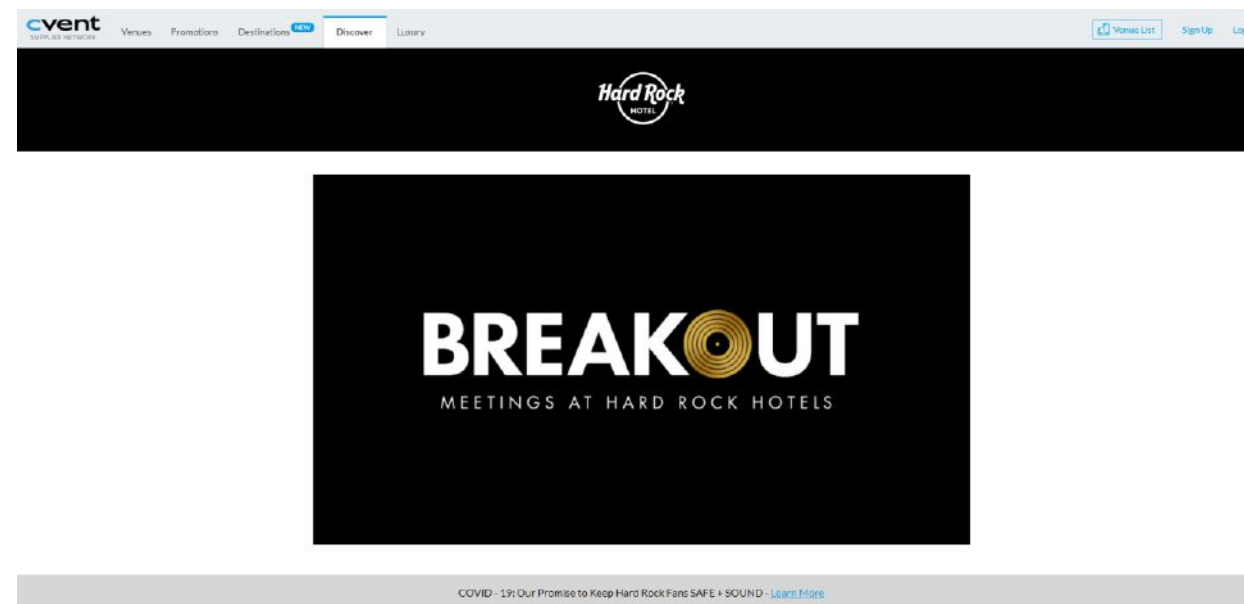 cvent
SUPPLIER NETWORK
Venues Promotions Destinations NEW Discover Luxury Venue List Sign Up Log
Hard Rock
HOTEL
BREAKOUT
MEETINGS AT HARD ROCK HOTELS
COVID - 19: Our Promise to Keep Hard Rock Fans SAFE + SOUND - Learn More